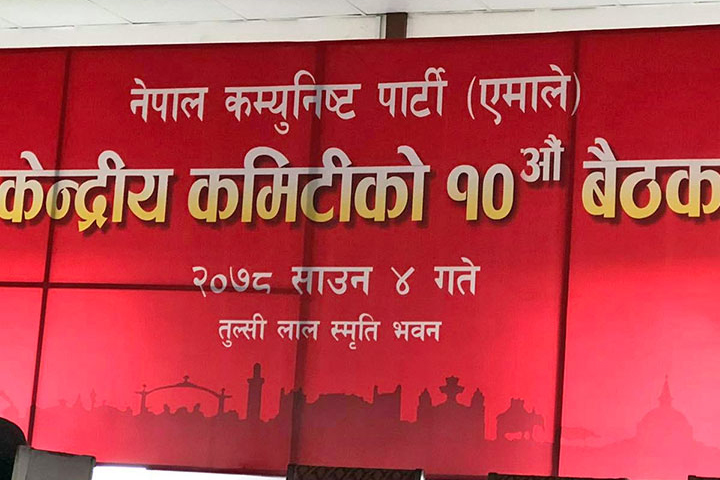 नेपाल कम्युनिष्ट पार्टी (एमाले)
केन्द्रीय कमिटीको १०औं बैठक
२०७८ साउन ४ गते
तुल्सी लाल स्मृति भवन